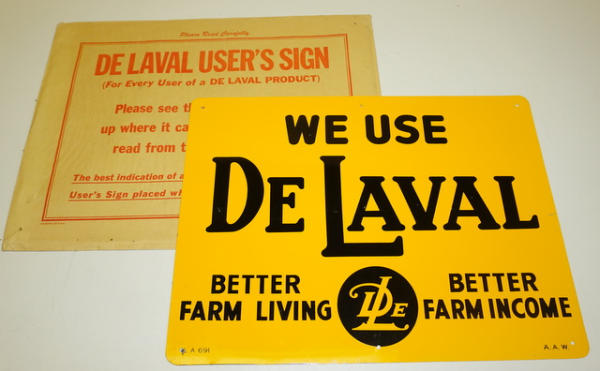 Please Read Carefully
DE LAVAL USER'S SIGN
(For Every User of a DE LAVAL PRODUCT)
Please see th
up where it ca
read from t
The best indication of a
User's Sign placed wh
WE USE
DE LAVAL
BETTER
FARM LIVING
DLE
BETTER
FARM INCOME
A 691
A.A.W.